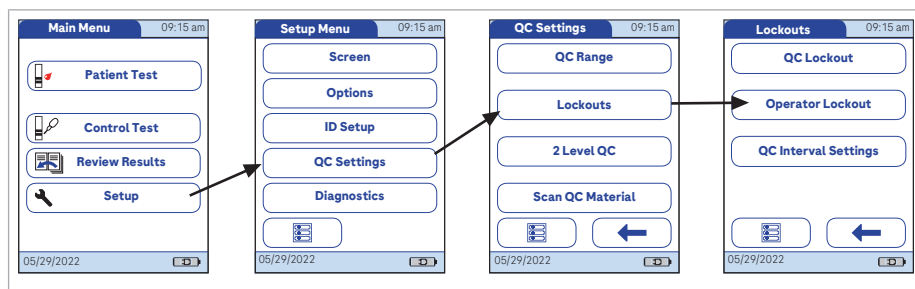 Main Menu 09:15 am
Patient Test
Control Test
Review Results
Setup
05/29/2022
Setup Menu 09:15 am
Screen
Options
ID Setup
QC Settings
Diagnostics
05/29/2022
QC Settings 09:15 am
QC Range
Lockouts
2 Level QC
Scan QC Material
05/29/2022
Lockouts 09:15 am
QC Lockout
Operator Lockout
QC Interval Settings
05/29/2022